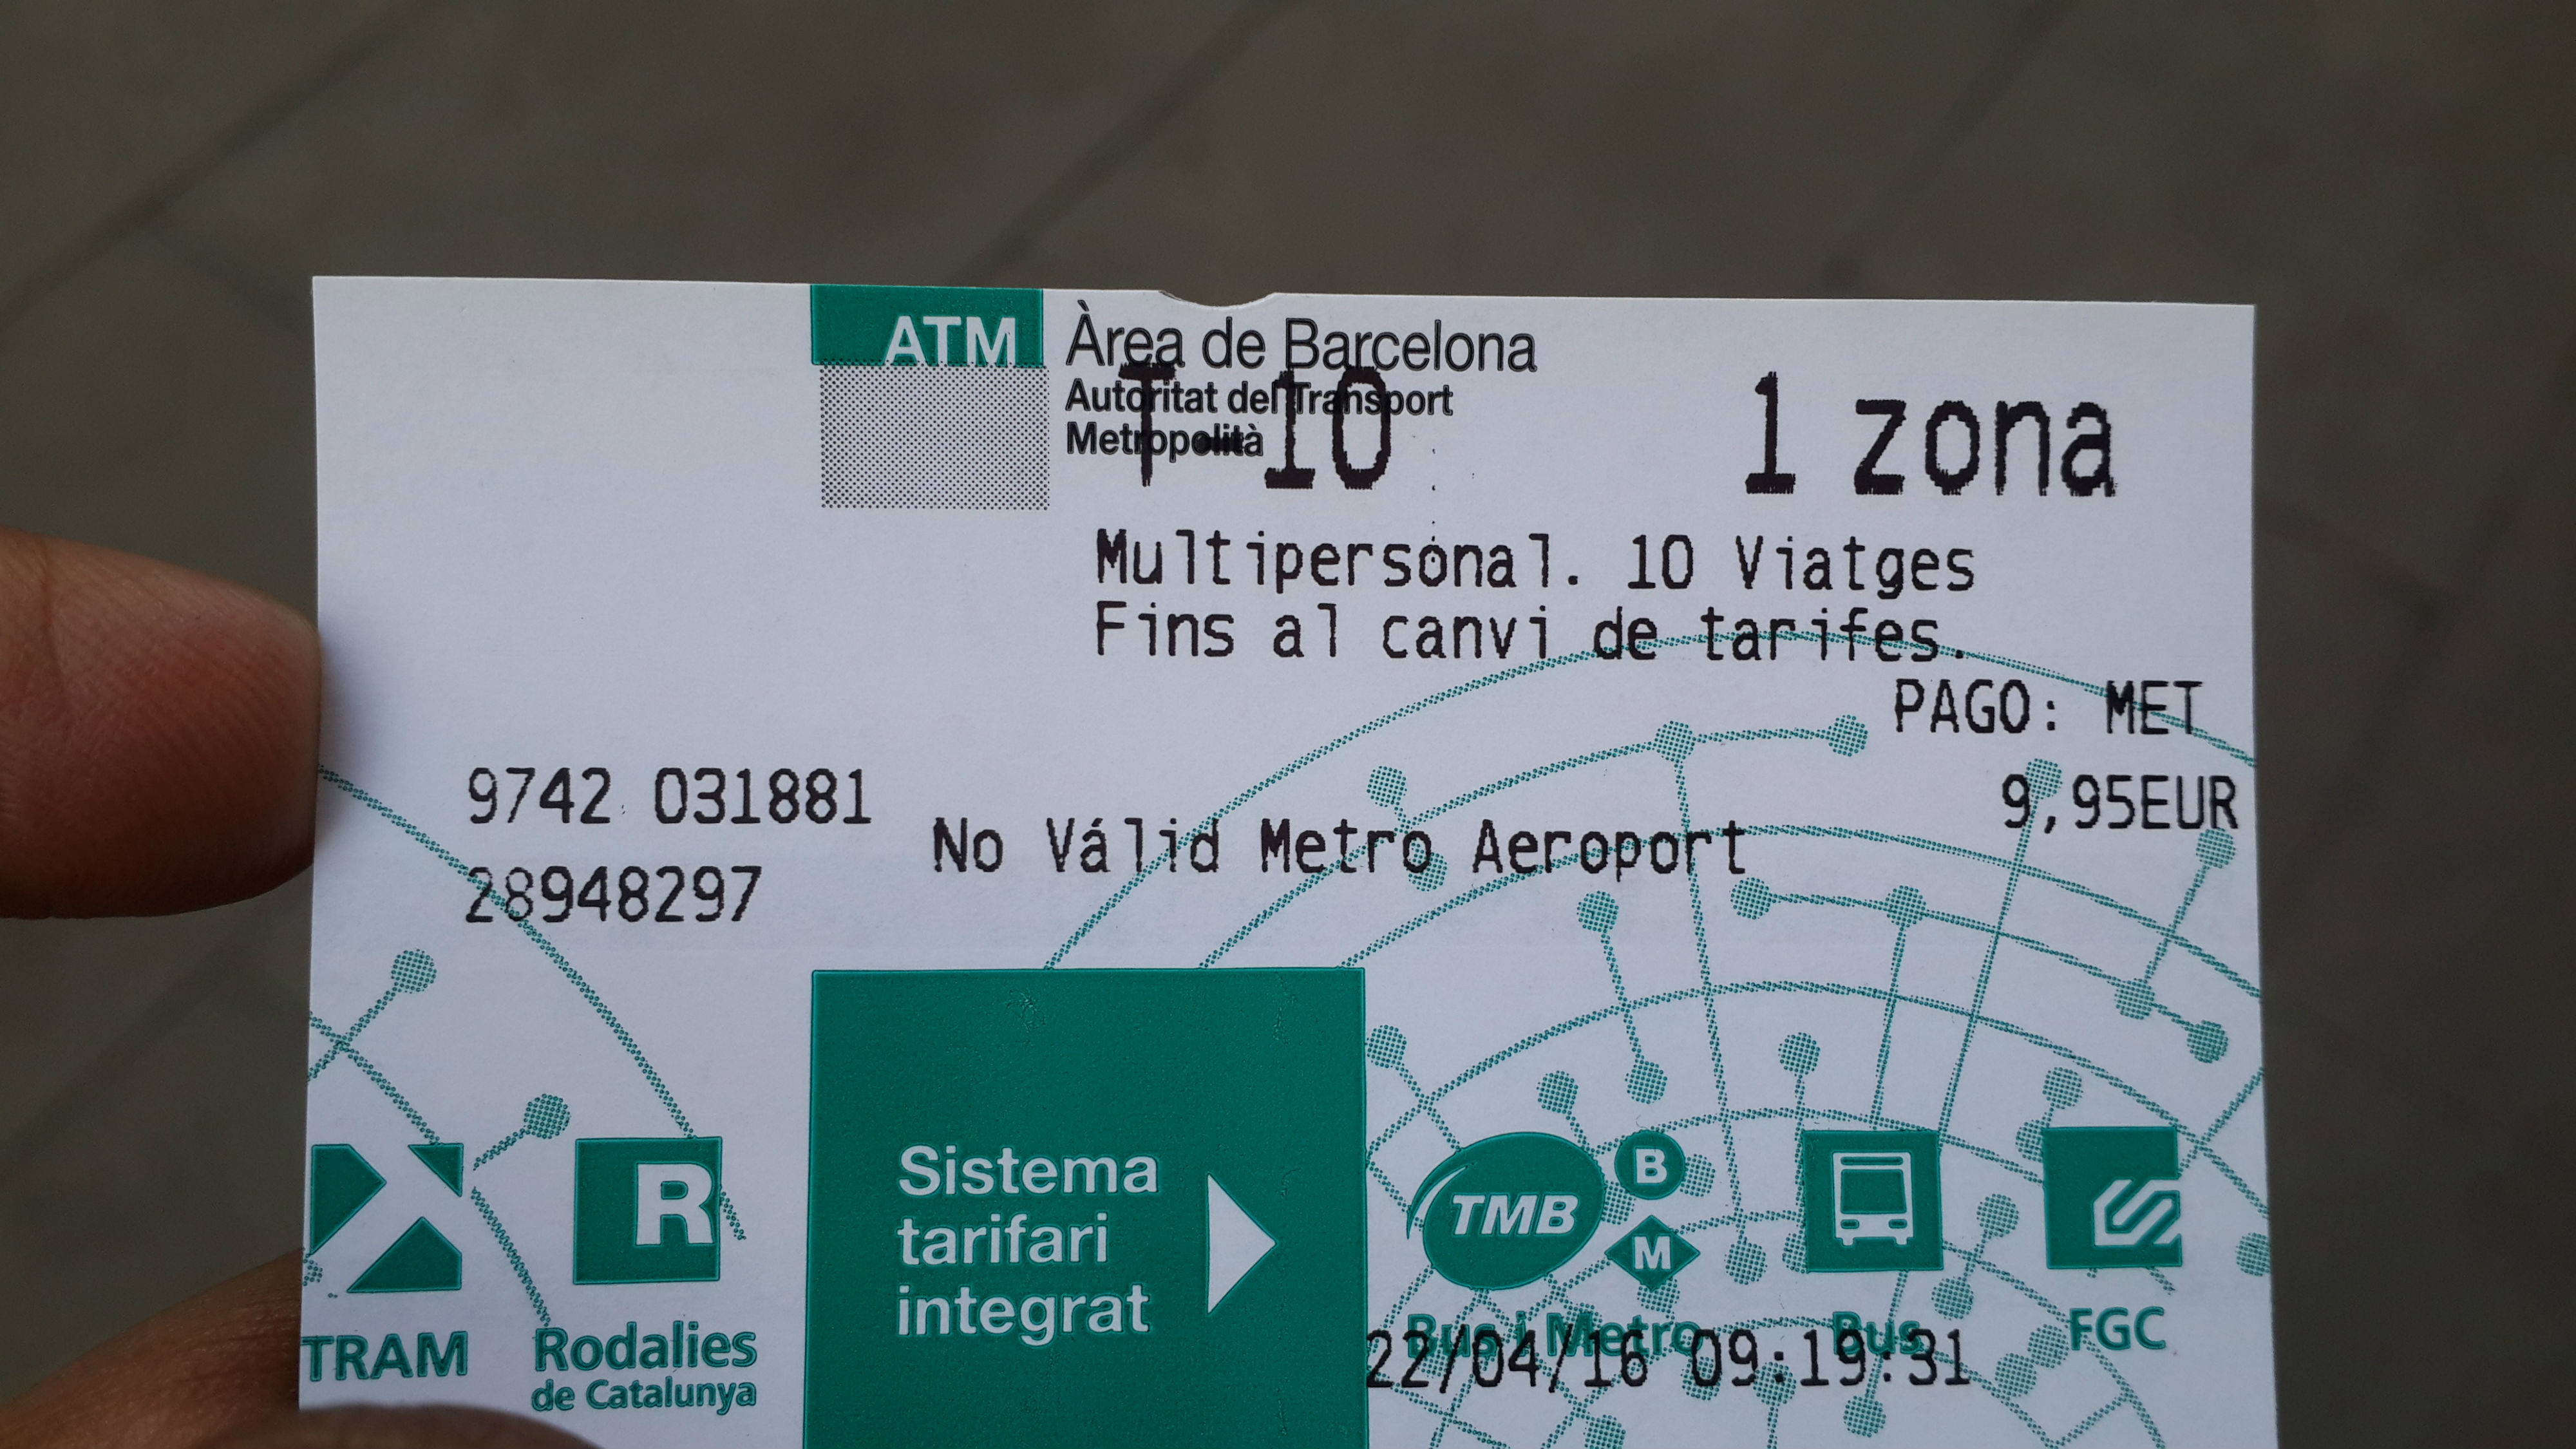 ATM
Àrea de Barcelona
Autoritat del Transport
Metropolità
T-10 1 zona
Multipersonal. 10 Viatges
Fins al canvi de tarifes.
PAGO: MET
9,95EUR
9742 031881
No Válid Metro Aeroport
28948297
TRAM
R
Rodalies
de Catalunya
Sistema
tarifari
integrat
TMB
B
M
Bus i Metro
Bus
FGC
22/04/16 09:19:31